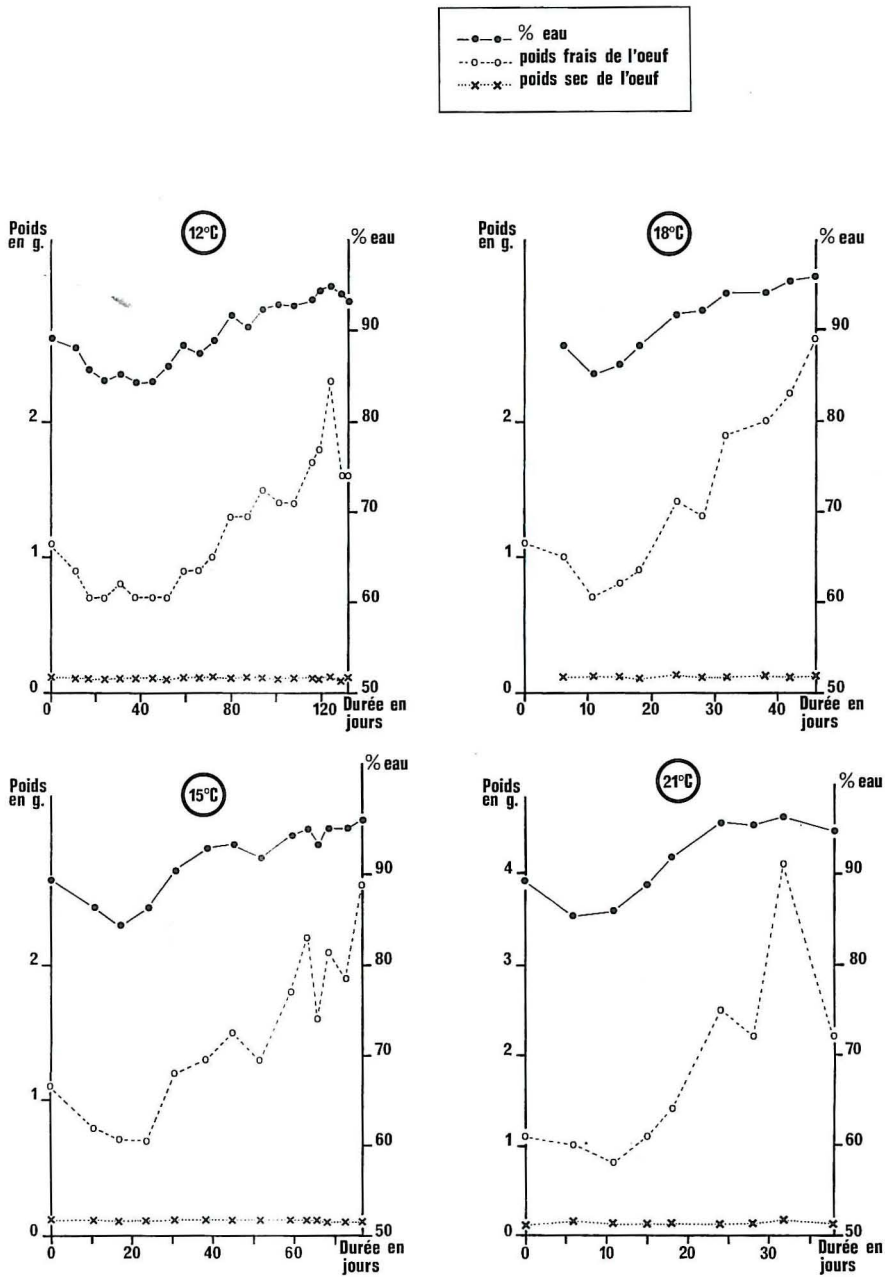 % eau
poids frais de l'oeuf
poids sec de l'oeuf
Poids
en g.
12°C
% eau
90
2
80
70
1
60
0
50
0
40
80
120
Durée en
jours
Poids
en g.
18°C
% eau
90
2
80
70
1
60
0
50
0
10
20
30
40
Durée en
jours
Poids
en g.
15°C
% eau
90
2
80
70
1
60
0
50
0
20
40
60
Durée en
jours
Poids
en g.
21°C
% eau
4
90
3
80
2
70
1
60
0
50
0
10
20
30
Durée en
jours